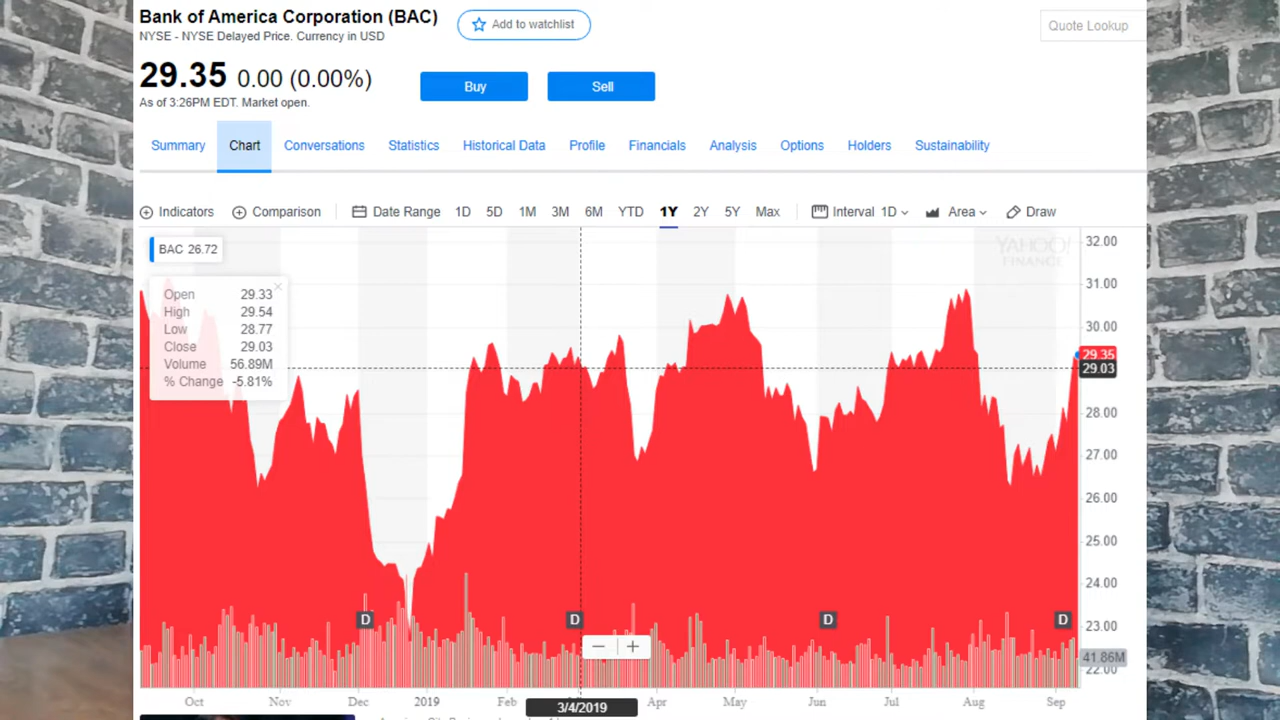 Bank of America Corporation (BAC)
Add to watchlist
Quote Lookup
NYSE - NYSE Delayed Price. Currency in USD
29.35 0.00 (0.00%)
Buy
Sell
As of 3:26PM EDT. Market open.
Summary Chart Conversations Statistics Historical Data Profile Financials Analysis Options Holders Sustainability
Indicators Comparison Date Range 1D 5D 1M 3M 6M YTD 1Y 2Y 5Y Max Interval 1D Area Draw
BAC 26.72
YAHOO!
FINANCE
Open 29.33
High 29.54
Low 28.77
Close 29.03
Volume 56.89M
% Change -5.81%
32.00
31.00
30.00
29.35
29.03
28.00
27.00
26.00
25.00
24.00
23.00
41.86M
22.00
D D D D
Oct Nov Dec 2019 Feb Apr May Jun Jul Aug Sep
3/4/2019